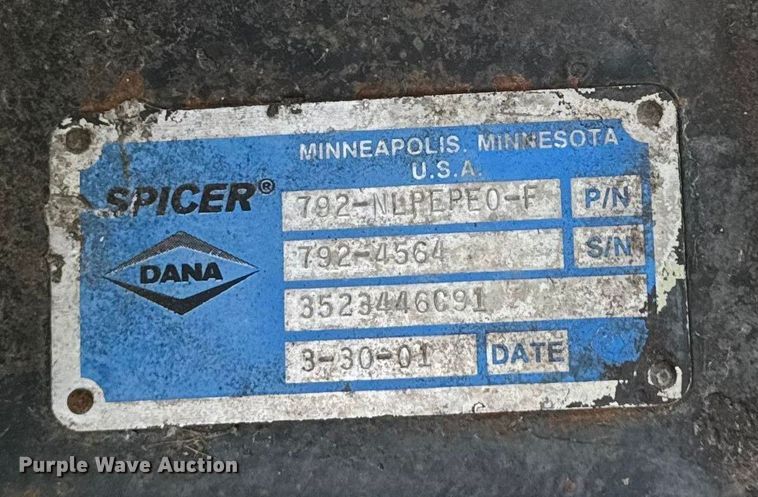 MINNEAPOLIS, MINNESOTA
U.S.A.
SPICER®
792-NLPEPEO-F P/N
DANA
792-4564 S/N
3523446C91
3-30-01 DATE
Purple Wave Auction